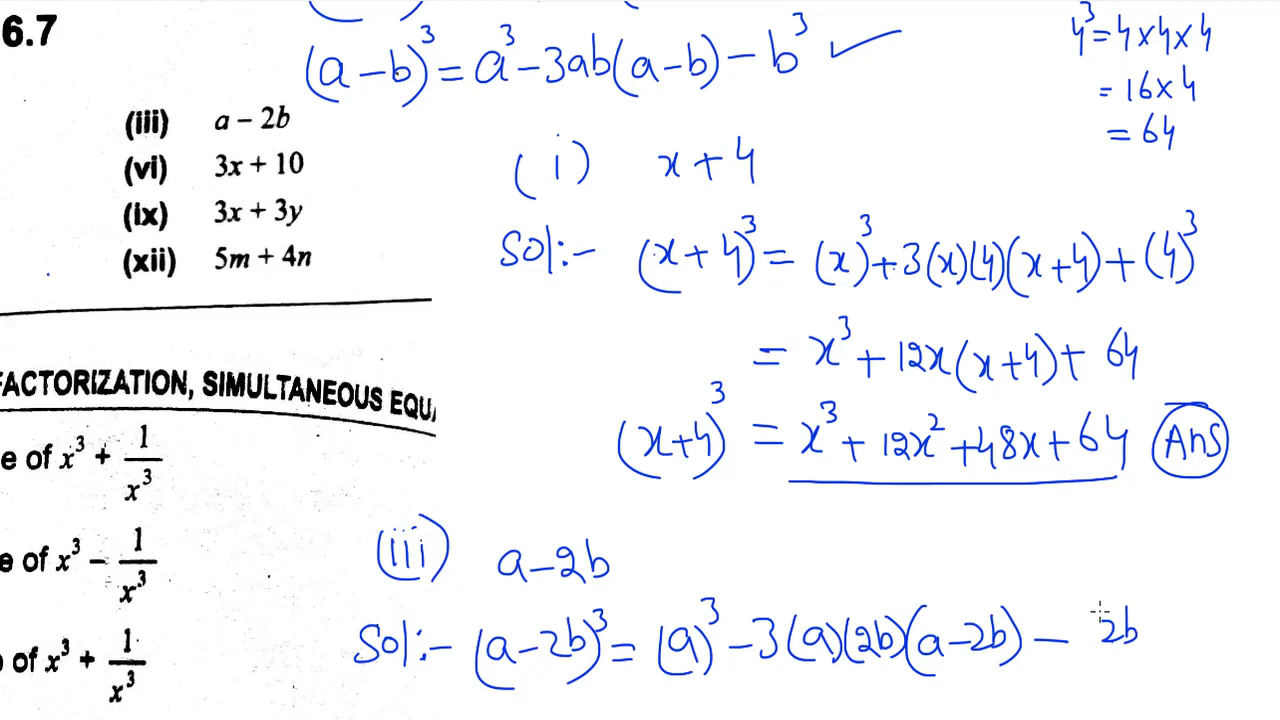 6.7
(a-b)³ = a³ - 3ab(a-b) - b³ ✓
4³ = 4×4×4
= 16×4
= 64
(iii) a – 2b
(vi) 3x + 10
(ix) 3x + 3y
(xii) 5m + 4n
(i) x + 4
Sol:- (x+4)³ = (x)³ + 3(x)(4)(x+4) + (4)³
= x³ + 12x(x+4) + 64
(x+4)³ = x³ + 12x² + 48x + 64 Ans
FACTORIZATION, SIMULTANEOUS EQU
e of x³ + 1/x³
e of x³ – 1/x³
of x³ + 1/x³
(iii) a-2b
Sol:- (a-2b)³ = (a)³ - 3(a)(2b)(a-2b) - 2b